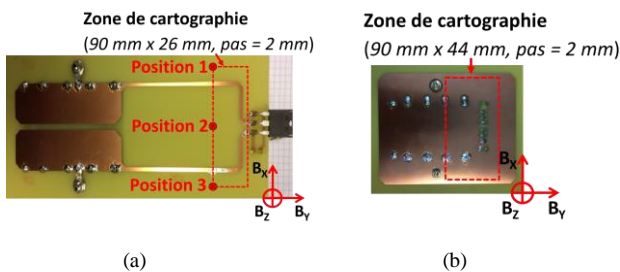 Zone de cartographie
(90 mm x 26 mm, pas = 2 mm)
Position 1
Position 2
Position 3
BX
BZ
BY
(a)
Zone de cartographie
(90 mm x 44 mm, pas = 2 mm)
BX
BZ
BY
(b)